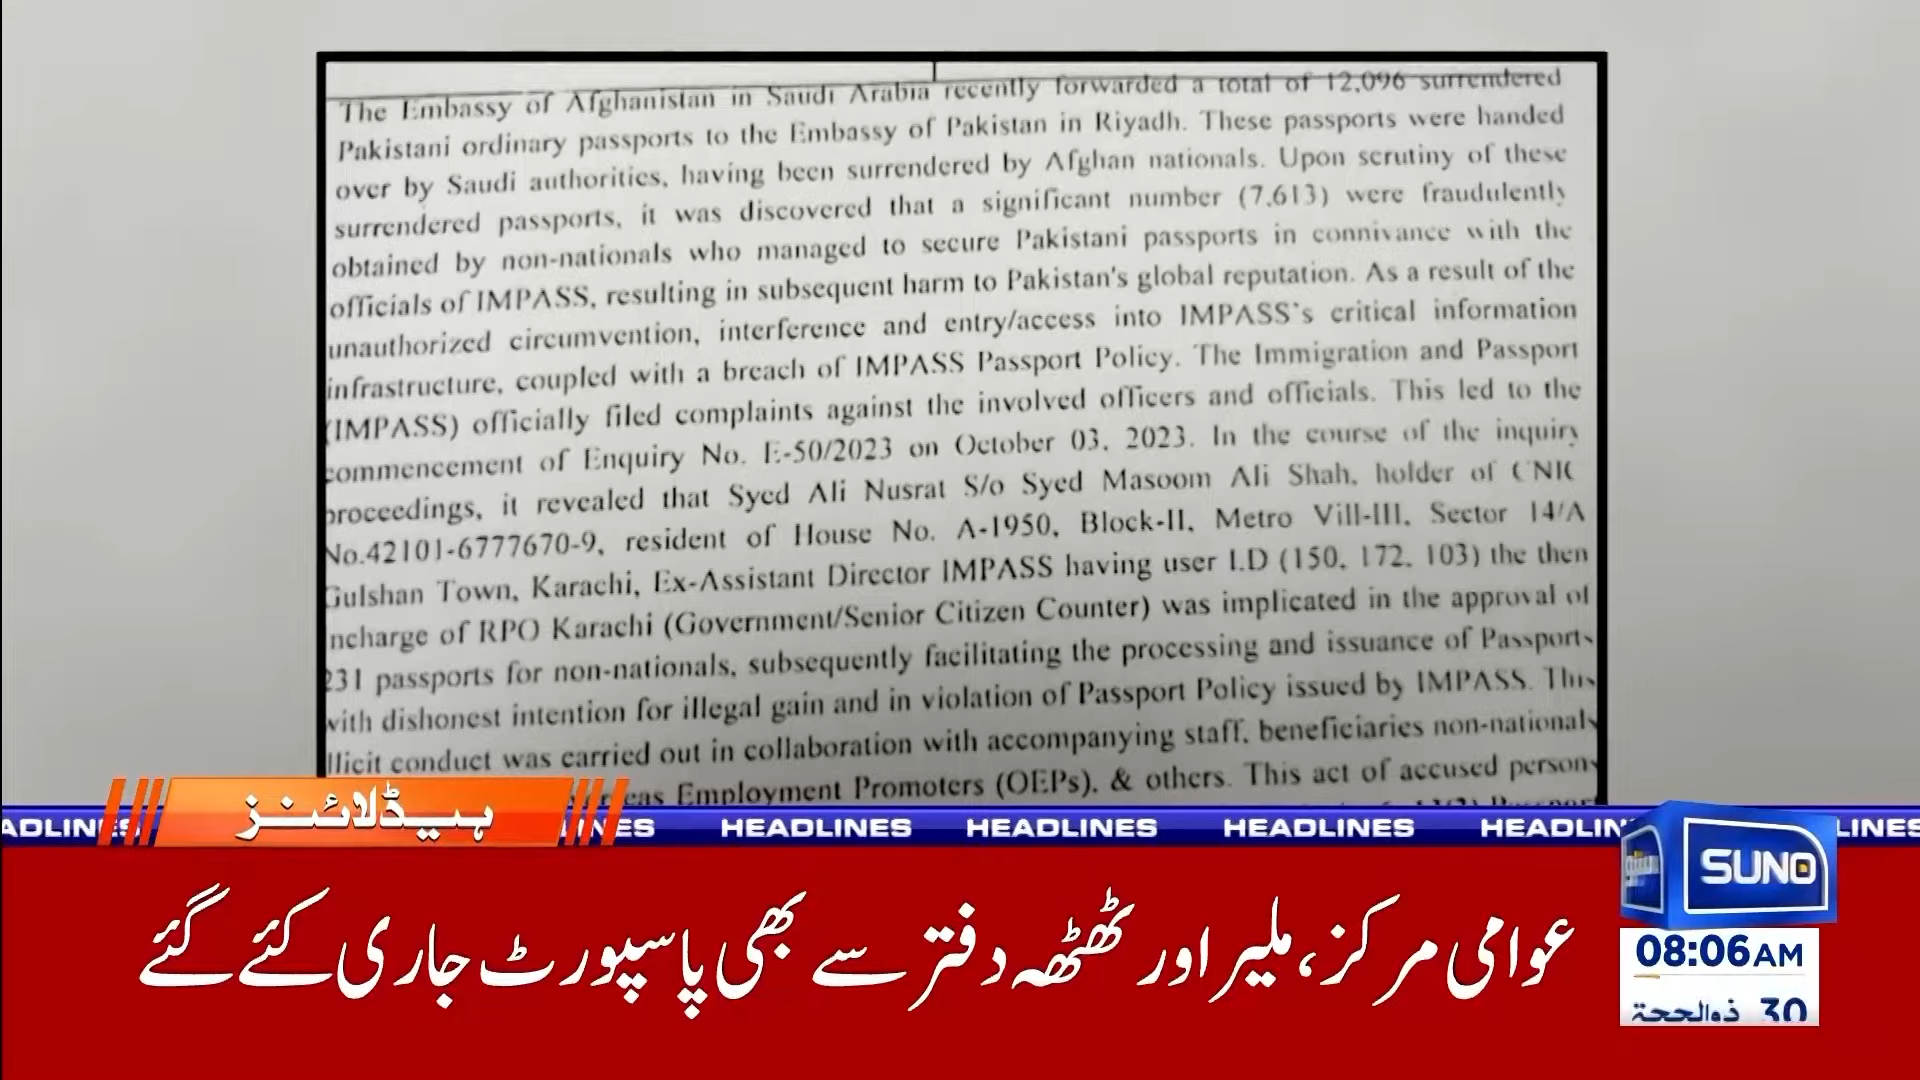 The Embassy of Afghanistan in Saudi Arabia recently forwarded a total of 12,096 surrendered
Pakistani ordinary passports to the Embassy of Pakistan in Riyadh. These passports were handed
over by Saudi authorities, having been surrendered by Afghan nationals. Upon scrutiny of these
surrendered passports, it was discovered that a significant number (7,613) were fraudulently
obtained by non-nationals who managed to secure Pakistani passports in connivance with the
officials of IMPASS, resulting in subsequent harm to Pakistan's global reputation. As a result of the
unauthorized circumvention, interference and entry/access into IMPASS's critical information
infrastructure, coupled with a breach of IMPASS Passport Policy. The Immigration and Passport
(IMPASS) officially filed complaints against the involved officers and officials. This led to the
commencement of Enquiry No. E-50/2023 on October 03, 2023. In the course of the inquiry
proceedings, it revealed that Syed Ali Nusrat S/o Syed Masoom Ali Shah, holder of CNIC
No.42101-6777670-9, resident of House No. A-1950, Block-II, Metro Vill-III, Sector 14/A
Gulshan Town, Karachi, Ex-Assistant Director IMPASS having user I.D (150, 172, 103) the then
ncharge of RPO Karachi (Government/Senior Citizen Counter) was implicated in the approval of
231 passports for non-nationals, subsequently facilitating the processing and issuance of Passports
with dishonest intention for illegal gain and in violation of Passport Policy issued by IMPASS. This
llicit conduct was carried out in collaboration with accompanying staff, beneficiaries non-nationals
eas Employment Promoters (OEPs), & others. This act of accused persons
ADLINES HEADLINES HEADLINES HEADLINES HEADLIN LINES
ہیڈلائنز
SUNO
عوامی مرکز، ملیر اور ٹھٹھہ دفتر سے بھی پاسپورٹ جاری کئے گئے
08:06AM
30 ذوالحجۃ